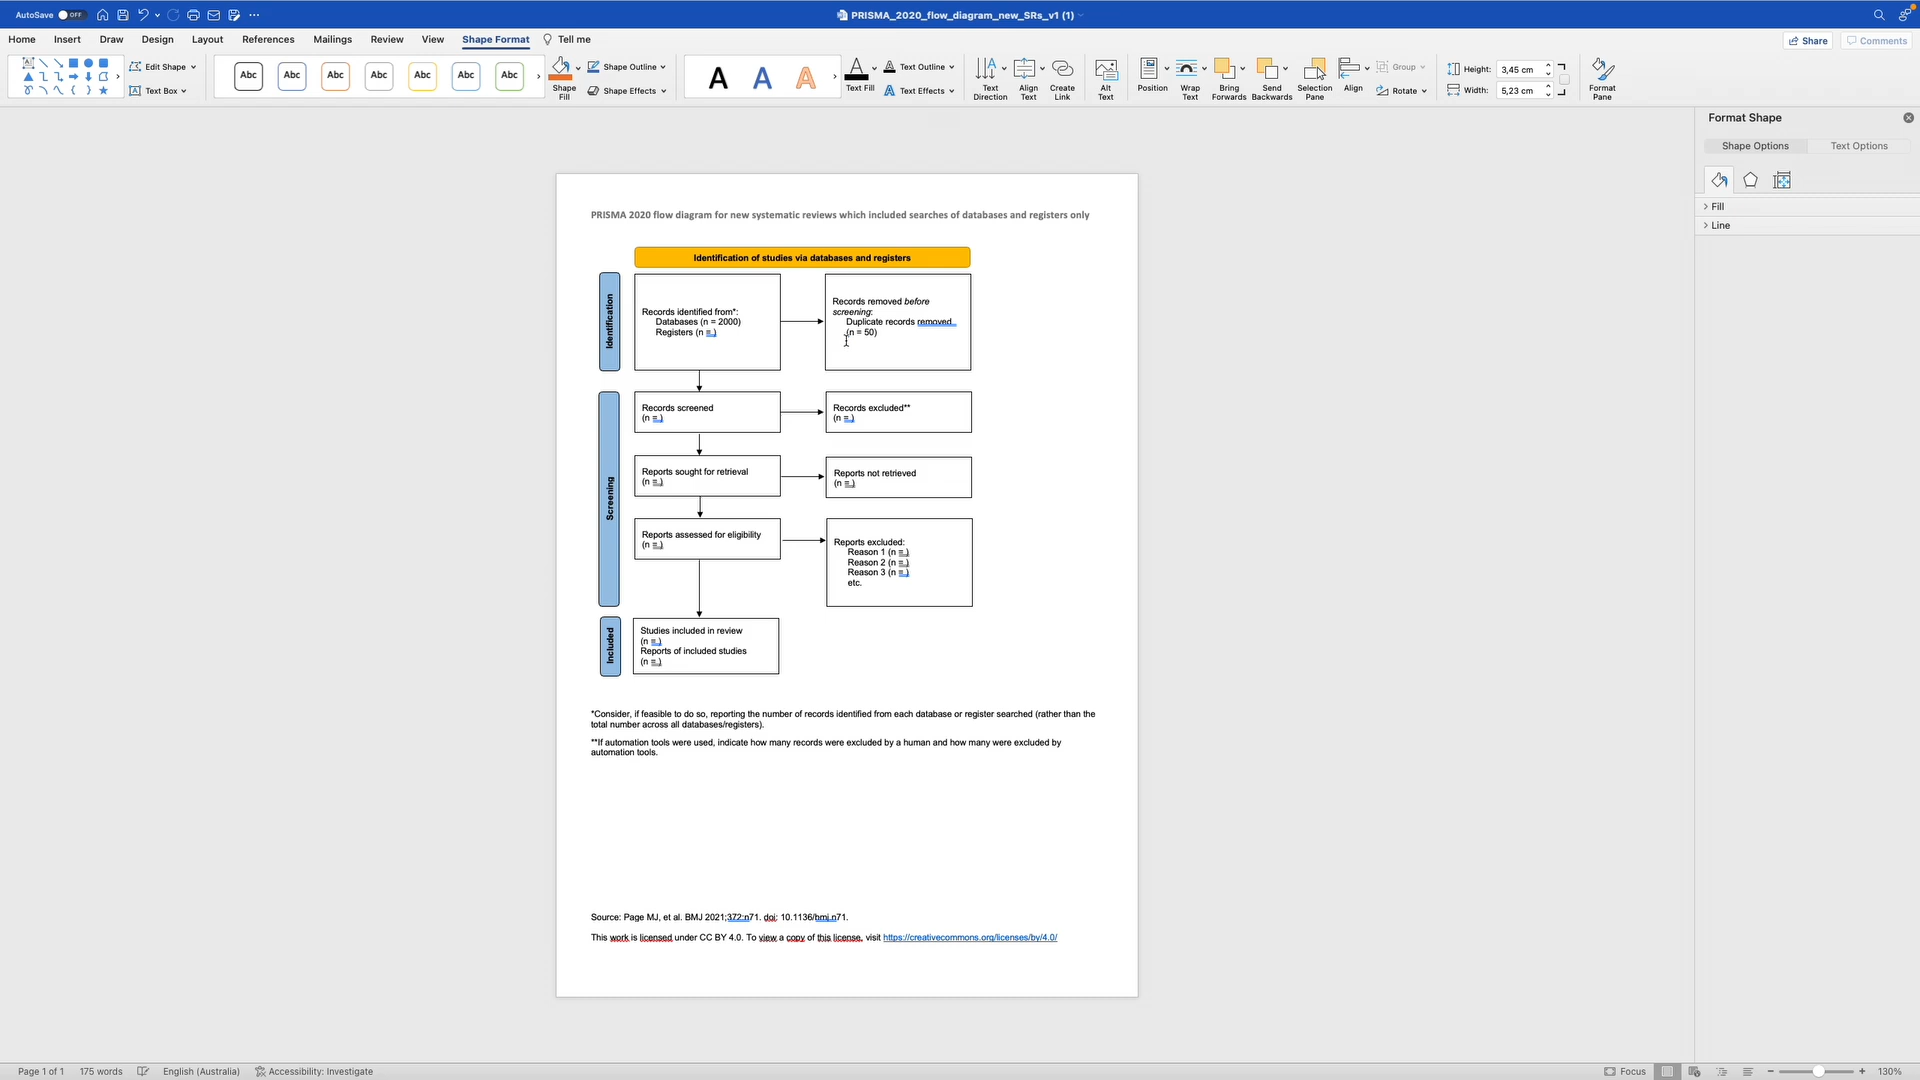 AutoSave OFF
PRISMA_2020_flow_diagram_new_SRs_v1 (1)
Home Insert Draw Design Layout References Mailings Review View Shape Format Tell me
Share Comments
Edit Shape
Text Box
Abc Abc Abc Abc Abc Abc Abc
Shape Fill
Shape Outline
Shape Effects
A A A
Text Fill
Text Outline
Text Effects
Text Direction
Align Text
Create Link
Alt Text
Position
Wrap Text
Bring Forwards
Send Backwards
Selection Pane
Align
Group
Rotate
Height: 3,45 cm
Width: 5,23 cm
Format Pane
Format Shape
Shape Options Text Options
Fill
Line
PRISMA 2020 flow diagram for new systematic reviews which included searches of databases and registers only
Identification of studies via databases and registers
Identification
Records identified from*:
Databases (n = 2000)
Registers (n = )
Records removed before
screening:
Duplicate records removed
(n = 50)
Screening
Records screened
(n = )
Records excluded**
(n = )
Reports sought for retrieval
(n = )
Reports not retrieved
(n = )
Reports assessed for eligibility
(n = )
Reports excluded:
Reason 1 (n = )
Reason 2 (n = )
Reason 3 (n = )
etc.
Included
Studies included in review
(n = )
Reports of included studies
(n = )
*Consider, if feasible to do so, reporting the number of records identified from each database or register searched (rather than the
total number across all databases/registers).
**If automation tools were used, indicate how many records were excluded by a human and how many were excluded by
automation tools.
Source: Page MJ, et al. BMJ 2021;372:n71. doi: 10.1136/bmj.n71.
This work is licensed under CC BY 4.0. To view a copy of this license, visit https://creativecommons.org/licenses/by/4.0/
Page 1 of 1 175 words English (Australia) Accessibility: Investigate
Focus 130%